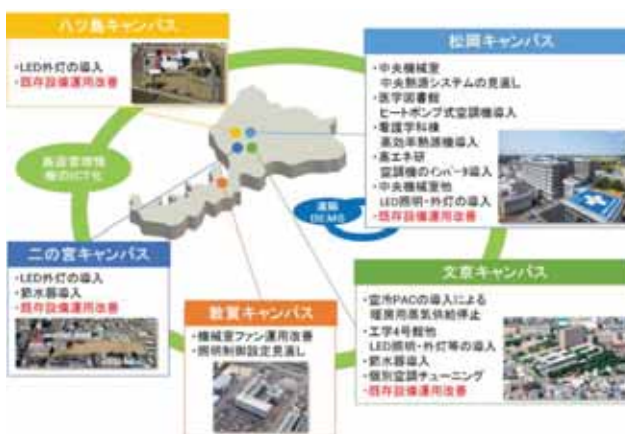 八ツ島キャンパス
・LED外灯の導入
・既存設備運用改善
松岡キャンパス
・中央機械室
中央熱源システムの見直し
・医学図書館
ヒートポンプ式空調機導入
・看護学科棟
高効率熱源機導入
・高エネ研
空調機のインバータ導入
・中央機械室他
LED照明・外灯の導入
・既存設備運用改善
施設管理情
報のICT化
遠隔
BEMS
二の宮キャンパス
・LED外灯の導入
・節水器導入
・既存設備運用改善
敦賀キャンパス
・機械室ファン運用改善
・照明制御設定見直し
文京キャンパス
・空冷PACの導入による
暖房用蒸気供給停止
・工学4号館他
LED照明・外灯等の導入
・節水器導入
・個別空調チューニング
・既存設備運用改善